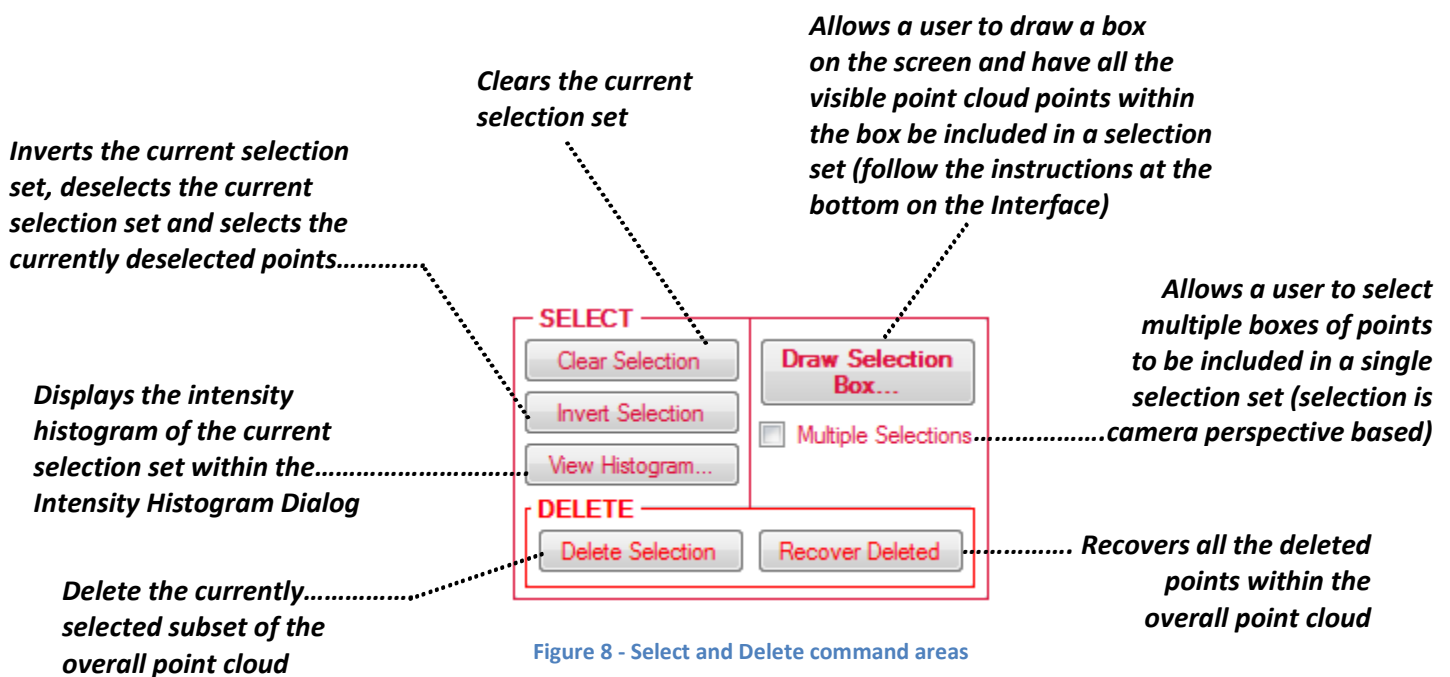 Allows a user to draw a box
on the screen and have all the
visible point cloud points within
the box be included in a selection
set (follow the instructions at the
bottom on the Interface)
Clears the current
selection set
Inverts the current selection
set, deselects the current
selection set and selects the
currently deselected points…………..
Allows a user to select
multiple boxes of points
to be included in a single
selection set (selection is
camera perspective based)
Displays the intensity
histogram of the current
selection set within the
Intensity Histogram Dialog
SELECT
Clear Selection
Invert Selection
View Histogram...
Draw Selection
Box...
Multiple Selections
DELETE
Delete Selection
Recover Deleted
Delete the currently…………….
selected subset of the
overall point cloud
Recovers all the deleted
points within the
overall point cloud
Figure 8 - Select and Delete command areas